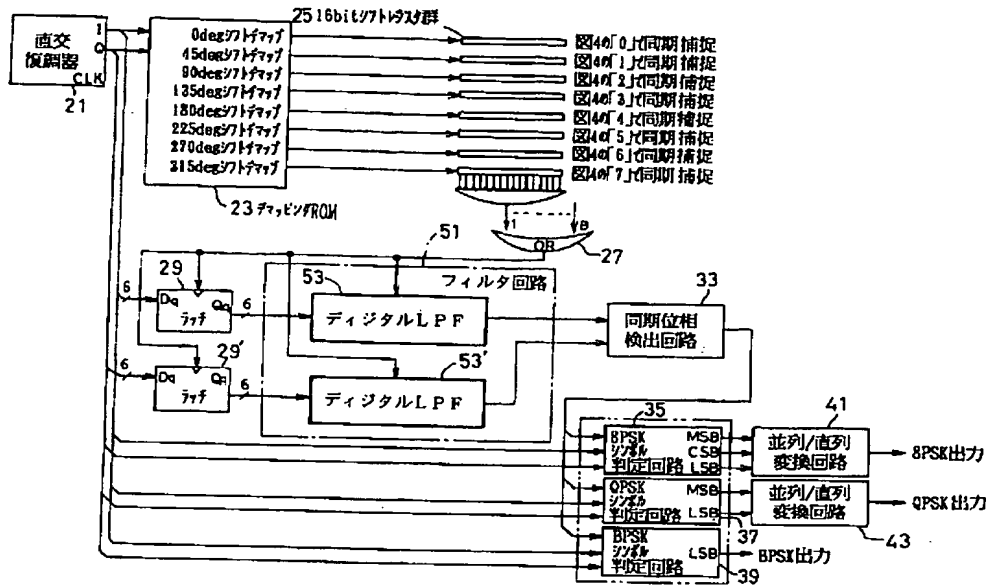 直交
復調器
I
Q
CLK
21
0degシフトデマップ
45degシフトデマップ
90degシフトデマップ
135degシフトデマップ
180degシフトデマップ
225degシフトデマップ
270degシフトデマップ
315degシフトデマップ
23 デマッピングROM
25 16bitシフトレジスタ群
図4の「0」で同期捕捉
図4の「1」で同期捕捉
図4の「2」で同期捕捉
図4の「3」で同期捕捉
図4の「4」で同期捕捉
図4の「5」で同期捕捉
図4の「6」で同期捕捉
図4の「7」で同期捕捉
1
8
OR
27
51
フィルタ回路
29
6
D
Q
ラッチ
6
53
ディジタルLPF
33
同期位相
検出回路
29'
6
D
Q
ラッチ
6
53'
ディジタルLPF
35
8PSK
シンボル
判定回路
MSB
CSB
LSB
41
並列/直列
変換回路
8PSK出力
QPSK
シンボル
判定回路
MSB
LSB
37
並列/直列
変換回路
43
QPSK出力
BPSK
シンボル
判定回路
LSB
39
BPSK出力